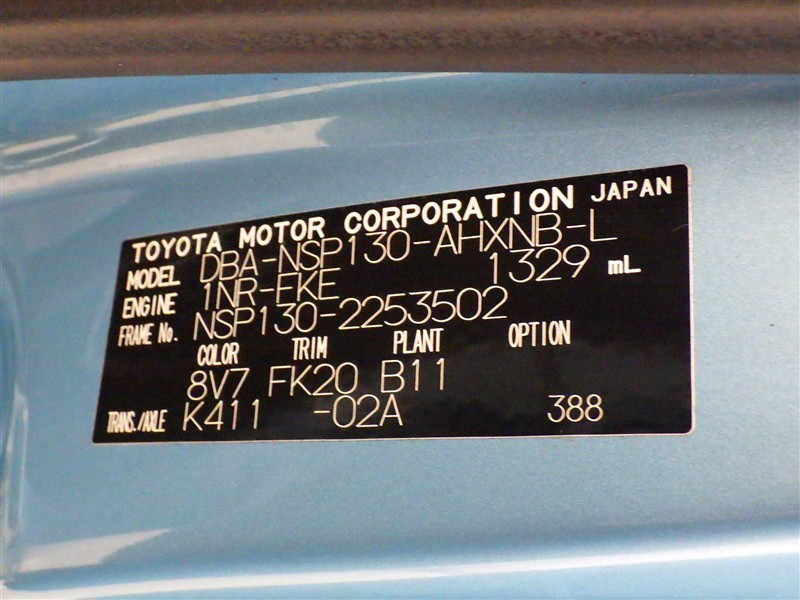 TOYOTA MOTOR CORPORATION JAPAN
MODEL DBA-NSP130-AHXNB-L
ENGINE 1NR-FKE 1329 mL
FRAME No. NSP130-2253502
COLOR TRIM PLANT OPTION
8V7 FK20 B11
TRANS./AXLE K411 -02A 388